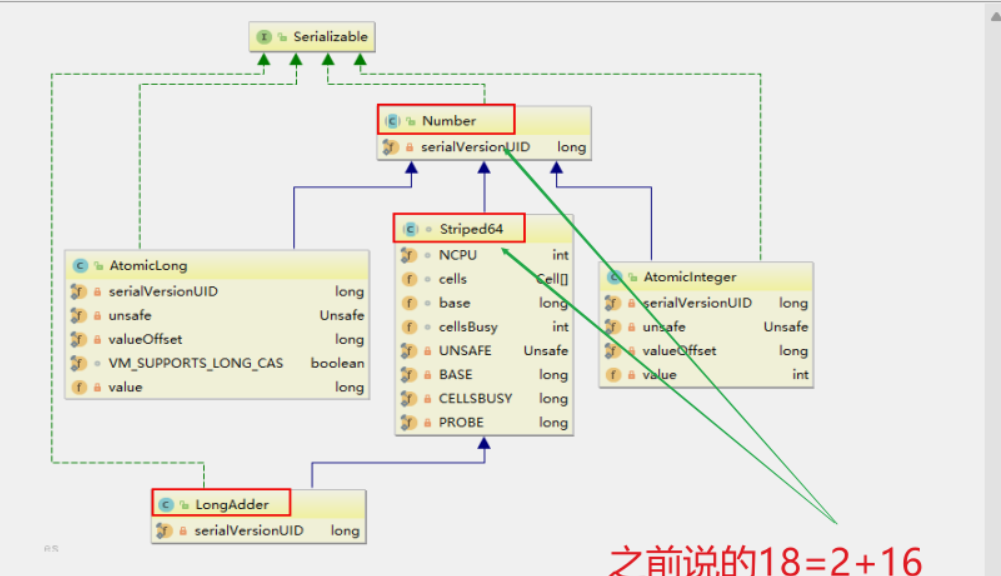 Serializable
Number
serialVersionUID long
Striped64
NCPU int
cells Cell[]
base long
cellsBusy int
UNSAFE Unsafe
BASE long
CELLSBUSY long
PROBE long
AtomicLong
serialVersionUID long
unsafe Unsafe
valueOffset long
VM_SUPPORTS_LONG_CAS boolean
value long
AtomicInteger
serialVersionUID long
unsafe Unsafe
valueOffset long
value int
LongAdder
serialVersionUID long
之前说的18=2+16